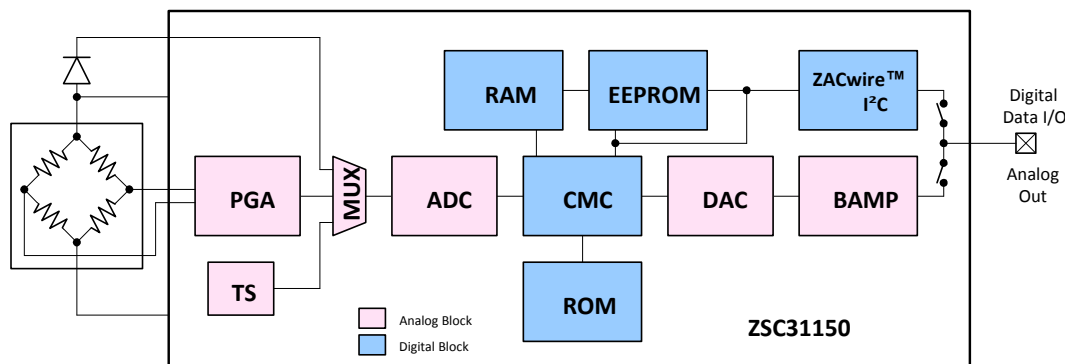 RAM
EEPROM
ZACwire™
I²C
Digital
Data I/O
Analog
Out
PGA
MUX
ADC
CMC
DAC
BAMP
TS
ROM
Analog Block
Digital Block
ZSC31150